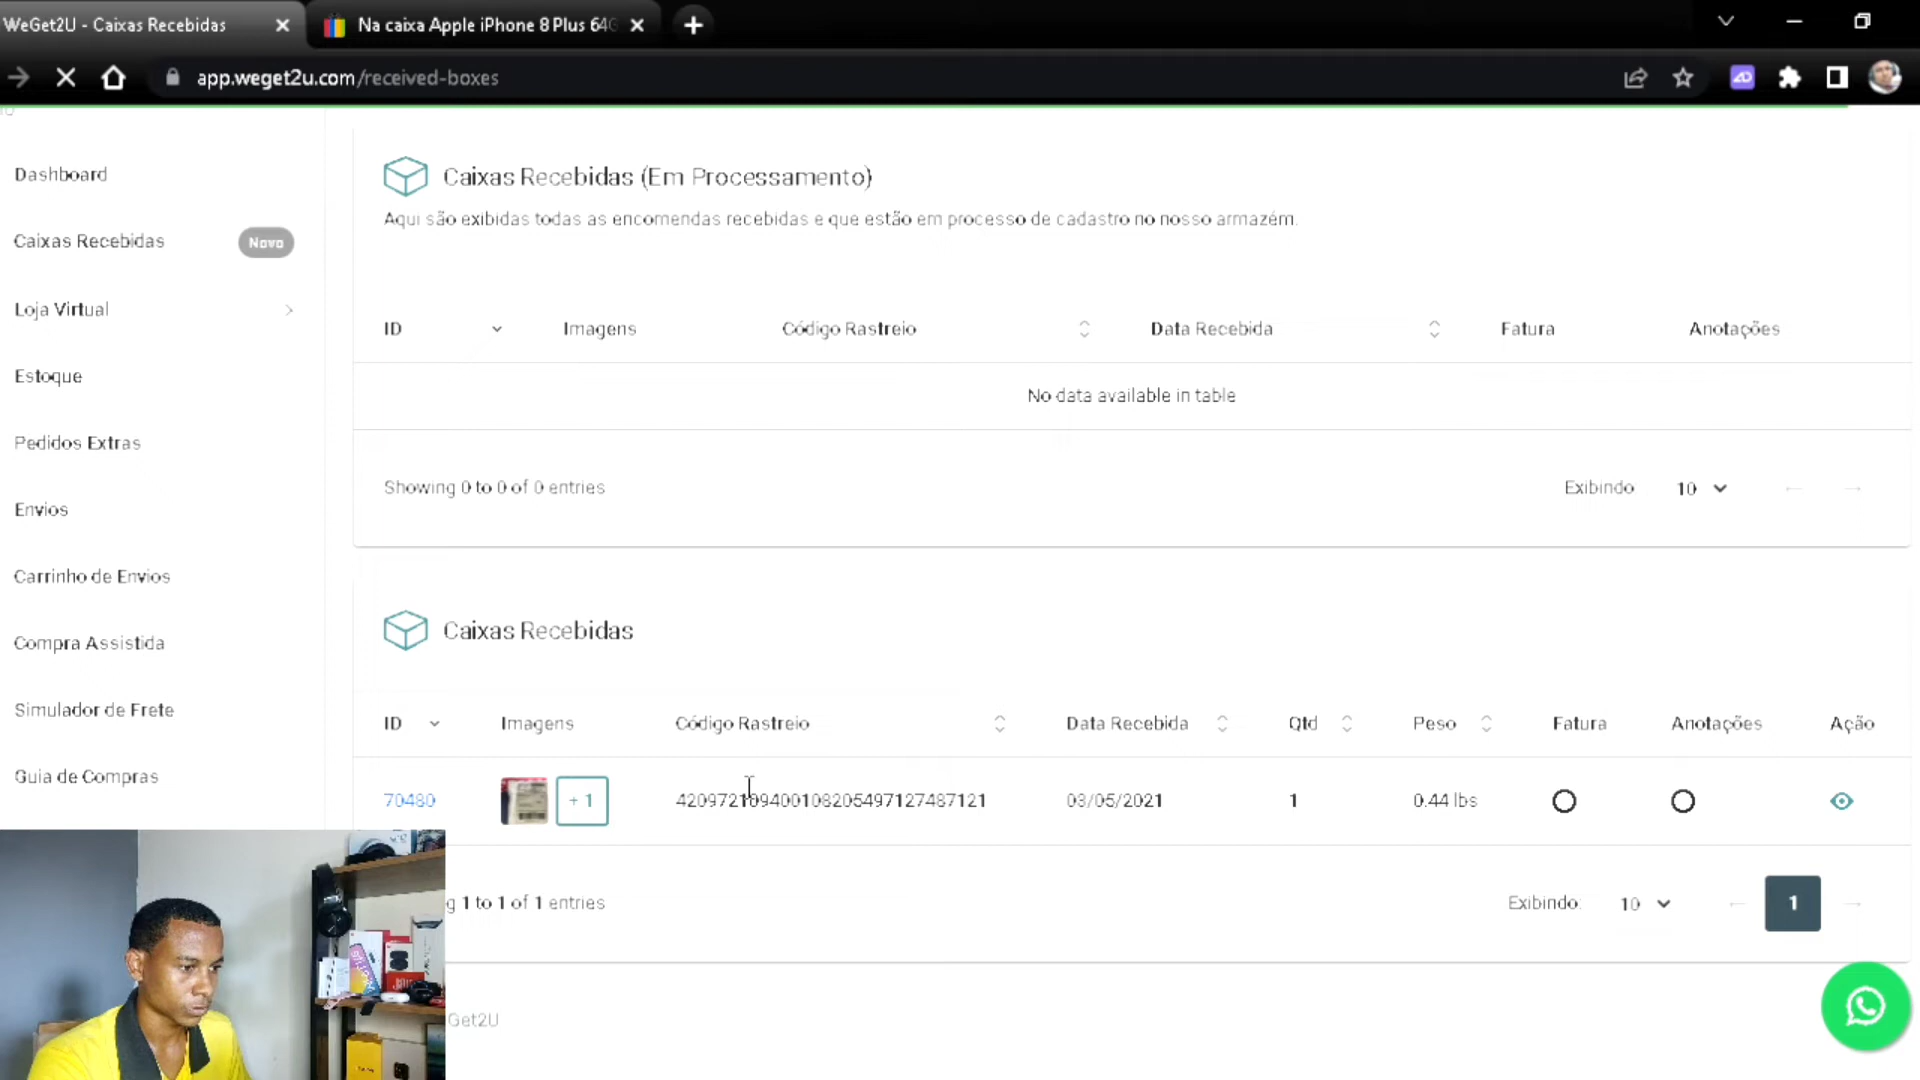 WeGet2U - Caixas Recebidas
Na caixa Apple iPhone 8 Plus 64G
app.weget2u.com/received-boxes
Dashboard
Caixas Recebidas Novo
Loja Virtual
Estoque
Pedidos Extras
Envios
Carrinho de Envios
Compra Assistida
Simulador de Frete
Guia de Compras
Caixas Recebidas (Em Processamento)
Aqui são exibidas todas as encomendas recebidas e que estão em processo de cadastro no nosso armazém.
ID Imagens Código Rastreio Data Recebida Fatura Anotações
No data available in table
Showing 0 to 0 of 0 entries Exibindo 10
Caixas Recebidas
ID Imagens Código Rastreio Data Recebida Qtd Peso Fatura Anotações Ação
70480 + 1 420972109400108205497127487121 03/05/2021 1 0.44 lbs
g 1 to 1 of 1 entries Exibindo 10 1
Get2U